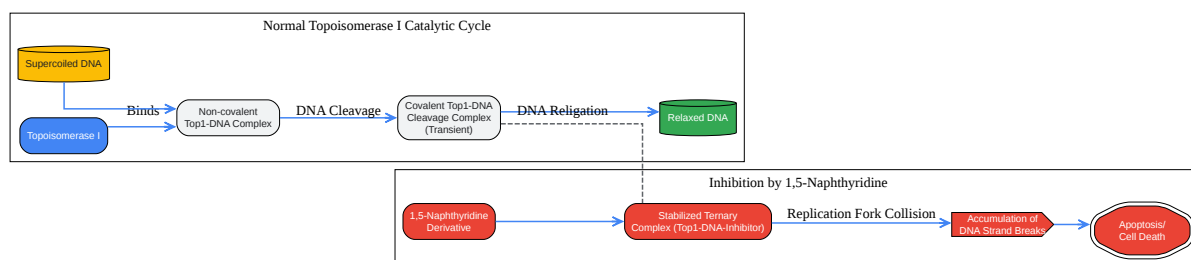 Normal Topoisomerase I Catalytic Cycle
Supercoiled DNA
Topoisomerase I
Binds
Non-covalent
Top1-DNA Complex
DNA Cleavage
Covalent Top1-DNA
Cleavage Complex
(Transient)
DNA Religation
Relaxed DNA
Inhibition by 1,5-Naphthyridine
1,5-Naphthyridine
Derivative
Stabilized Ternary
Complex (Top1-DNA-Inhibitor)
Replication Fork Collision
Accumulation of
DNA Strand Breaks
Apoptosis/
Cell Death